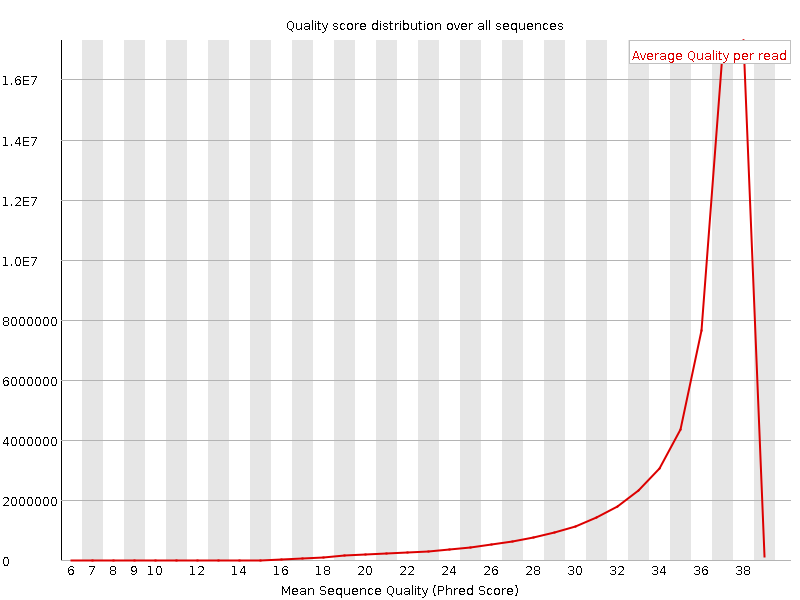 Quality score distribution over all sequences
Average Quality per read
1.6E7
1.4E7
1.2E7
1.0E7
8000000
6000000
4000000
2000000
0
6 7 8 9 10 12 14 16 18 20 22 24 26 28 30 32 34 36 38
Mean Sequence Quality (Phred Score)